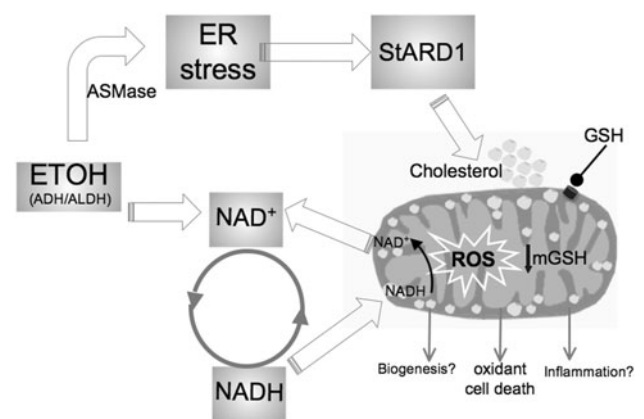 ER
stress
StARD1
ASMase
GSH
Cholesterol
ETOH
(ADH/ALDH)
NAD+
NAD+
ROS
mGSH
NADH
Biogenesis?
oxidant
cell death
Inflammation?
NADH